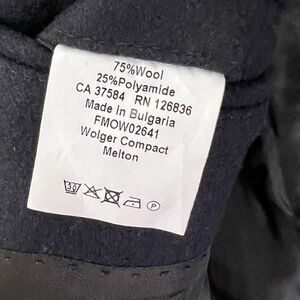 75%Wool
25%Polyamide
CA 37584 RN 126836
Made in Bulgaria
FMOW02641
Wolger Compact
Melton